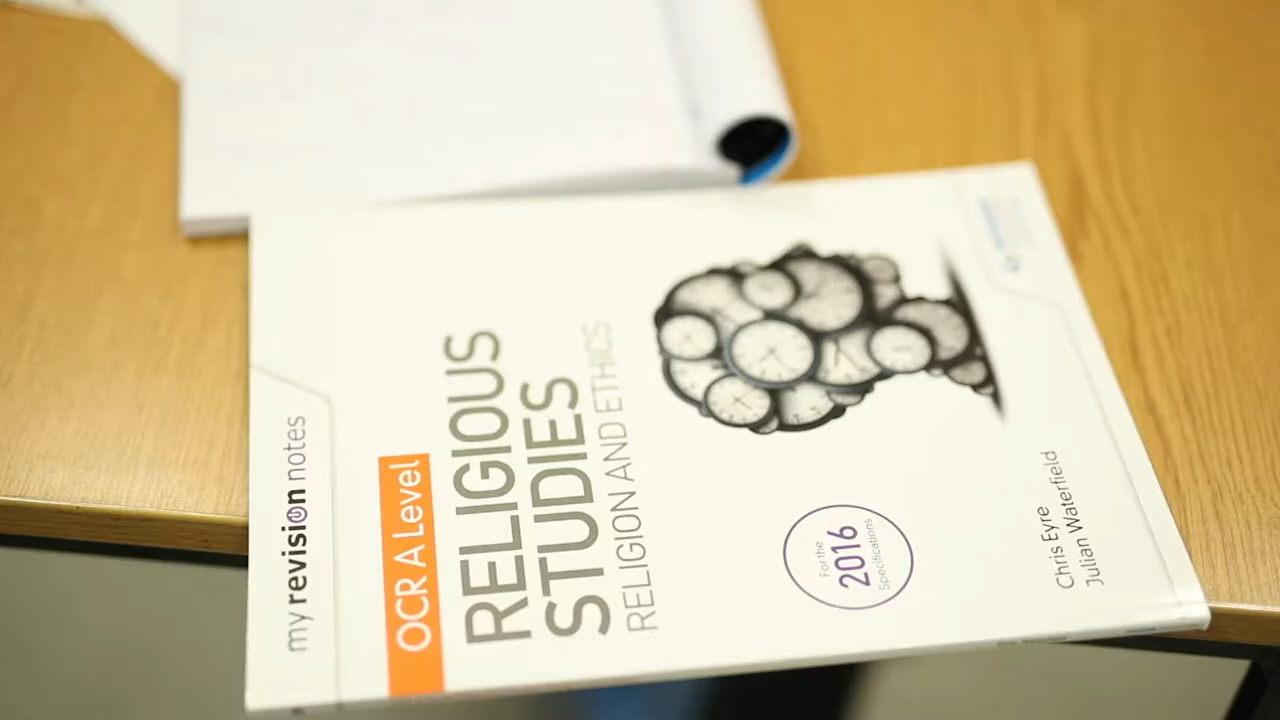 my revision notes
OCR A Level
RELIGIOUS
STUDIES
RELIGION AND ETHICS
For the
2016
Specifications
Chris Eyre
Julian Waterfield